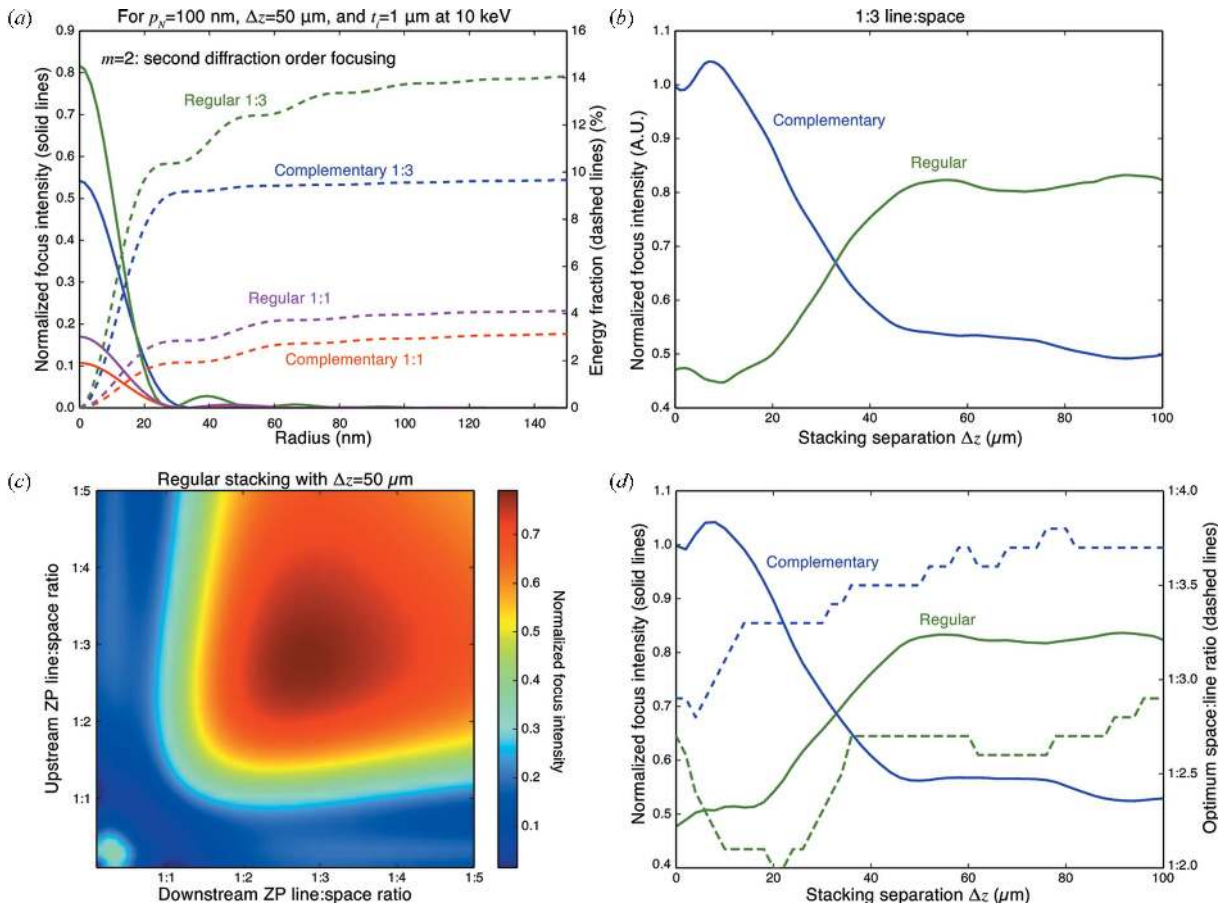 (a) For pN=100 nm, Δz=50 µm, and ti=1 µm at 10 keV
m=2: second diffraction order focusing
Regular 1:3
Complementary 1:3
Regular 1:1
Complementary 1:1
Normalized focus intensity (solid lines)
0.9
0.8
0.7
0.6
0.5
0.4
0.3
0.2
0.1
0.0
Energy fraction (dashed lines) (%)
16
14
12
10
8
6
4
2
0
0 20 40 60 80 100 120 140
Radius (nm)
(b) 1:3 line:space
Complementary
Regular
Normalized focus intensity (A.U.)
1.1
1.0
0.9
0.8
0.7
0.6
0.5
0.4
0 20 40 60 80 100
Stacking separation Δz (µm)
(c) Regular stacking with Δz=50 µm
Upstream ZP line:space ratio
1:5
1:4
1:3
1:2
1:1
1:1 1:2 1:3 1:4 1:5
Downstream ZP line:space ratio
0.7
0.6
0.5
0.4
0.3
0.2
0.1
Normalized focus intensity
(d)
Complementary
Regular
Normalized focus intensity (solid lines)
1.1
1.0
0.9
0.8
0.7
0.6
0.5
0.4
Optimum space:line ratio (dashed lines)
1:4.0
1:3.5
1:3.0
1:2.5
1:2.0
0 20 40 60 80 100
Stacking separation Δz (µm)